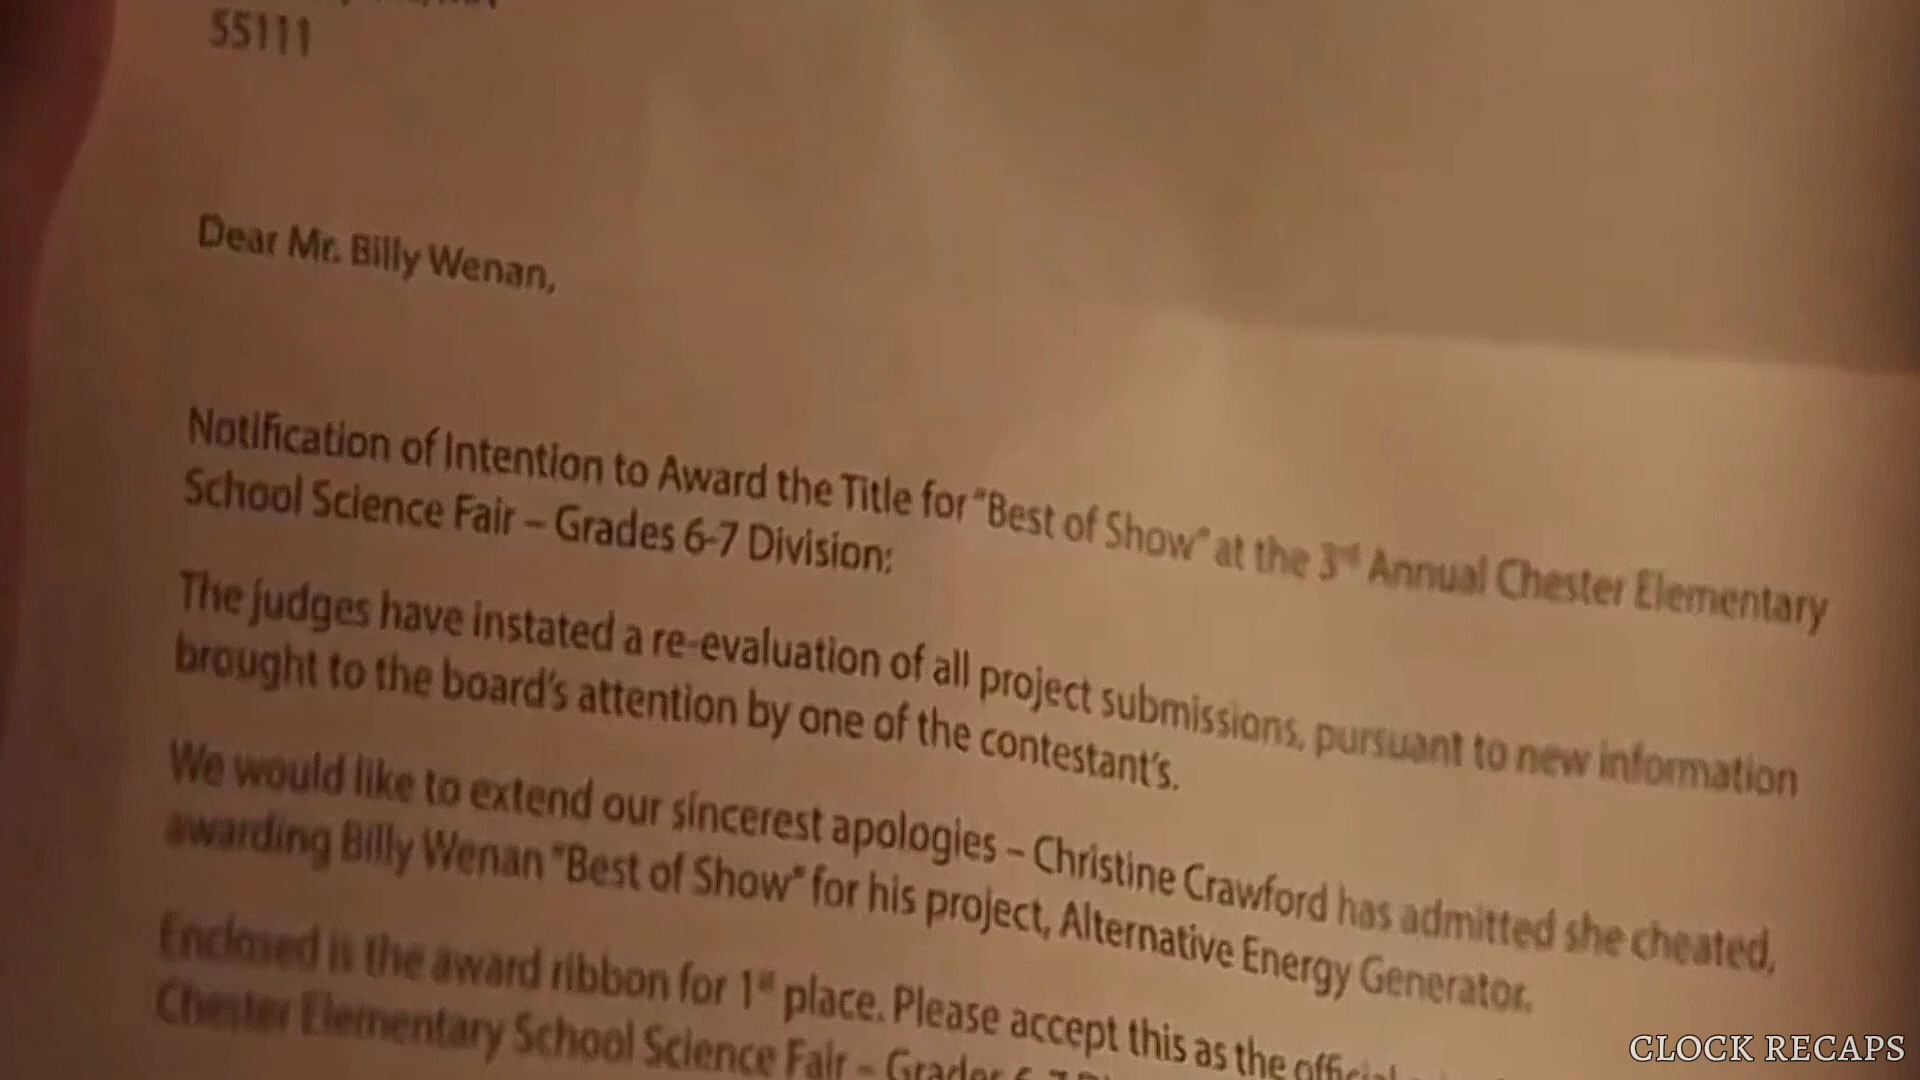 55111
Dear Mr. Billy Wenan,
Notification of Intention to Award the Title for "Best of Show" at the 3rd Annual Chester Elementary
School Science Fair – Grades 6-7 Division:
The judges have instated a re-evaluation of all project submissions, pursuant to new information
brought to the board's attention by one of the contestant's.
We would like to extend our sincerest apologies – Christine Crawford has admitted she cheated,
awarding Billy Wenan "Best of Show" for his project, Alternative Energy Generator.
Enclosed is the award ribbon for 1st place. Please accept this as the official
Chester Elementary School Science Fair – Grades 6-7
CLOCK RECAPS